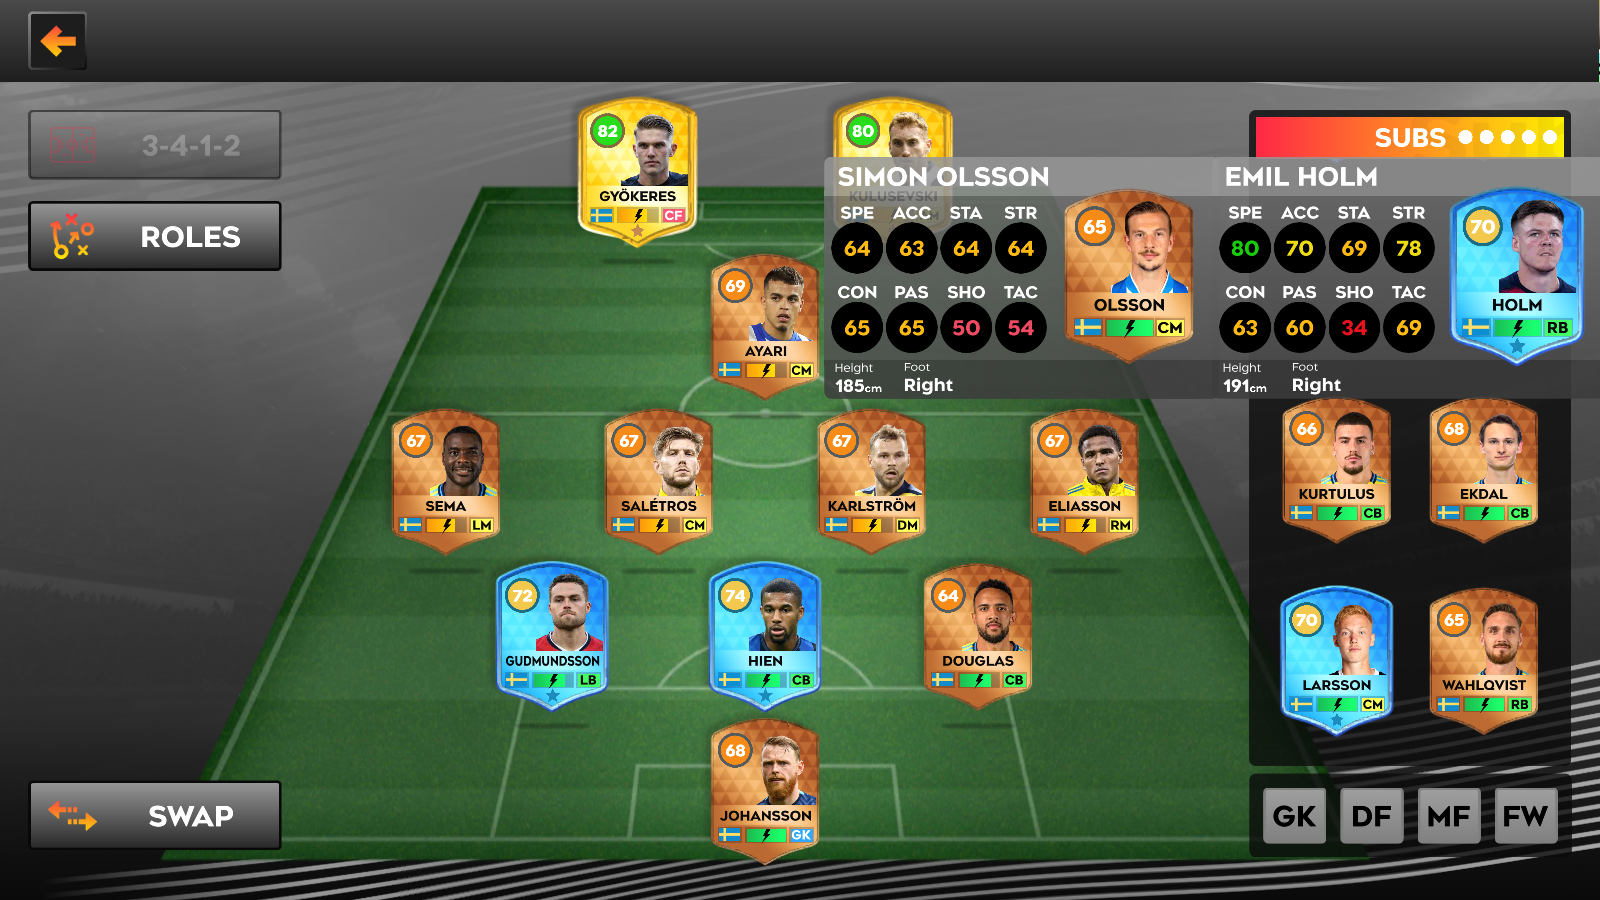 3-4-1-2
ROLES
SWAP
82
GYÖKERES
CF
80
KULUSEVSKI
69
AYARI
CM
67
SEMA
LM
67
SALÉTROS
CM
67
KARLSTRÖM
DM
67
ELIASSON
RM
72
GUDMUNDSSON
LB
74
HIEN
CB
64
DOUGLAS
CB
68
JOHANSSON
GK
SIMON OLSSON
SPE ACC STA STR
64 63 64 64
CON PAS SHO TAC
65 65 50 54
Height Foot
185cm Right
65
OLSSON
CM
EMIL HOLM
SPE ACC STA STR
80 70 69 78
CON PAS SHO TAC
63 60 34 69
Height Foot
191cm Right
70
HOLM
RB
SUBS
66
KURTULUS
CB
68
EKDAL
CB
70
LARSSON
CM
65
WAHLQVIST
RB
GK DF MF FW